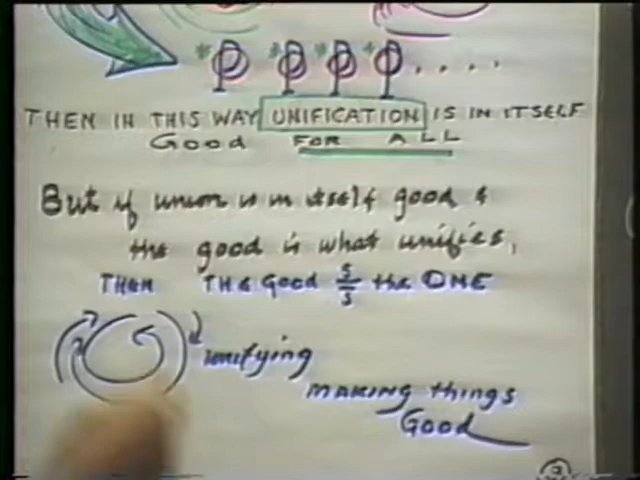 THEN IN THIS WAY UNIFICATION IS IN ITSELF
Good FOR ALL
But if union is in itself good &
the good is what unifies,
THEN THE Good the ONE
unifying
MAKING things
Good